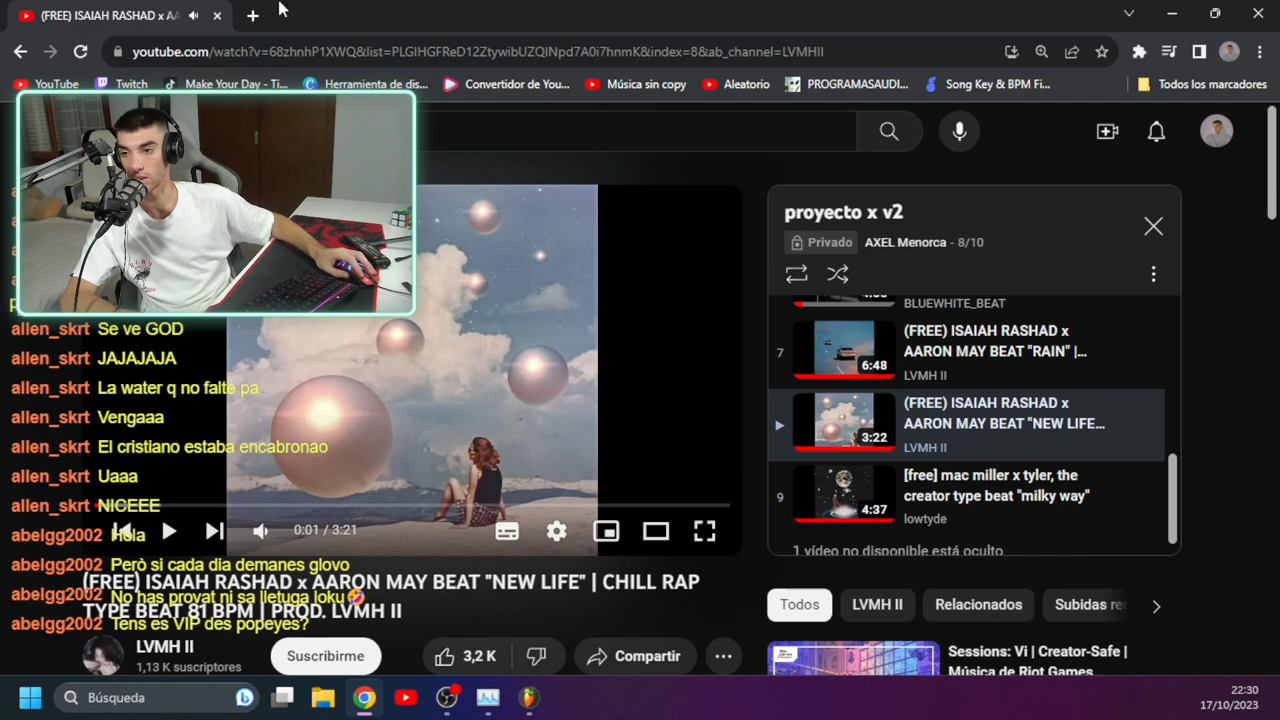 (FREE) ISAIAH RASHAD x AA
youtube.com/watch?v=68zhnhP1XWQ&list=PLGIHGFReD12ZtywibUZQINpd7A0i7hnmK&index=8&ab_channel=LVMHII
YouTube
Twitch
Make Your Day - Ti...
Herramienta de dis...
Convertidor de You...
Música sin copy
Aleatorio
PROGRAMASAUDI...
Song Key & BPM Fi...
Todos los marcadores
allen_skrt Se ve GOD
allen_skrt JAJAJAJA
allen_skrt La water q no falte pa
allen_skrt Vengaaa
allen_skrt El cristiano estaba encabronao
allen_skrt Uaaa
allen_skrt NICEEE
abelgg2002 Hola
abelgg2002 Però si cada dia demanes glovo
abelgg2002 No has provat ni sa lletuga loku🤣
abelgg2002 Tens es VIP des popeyes?
0:01 / 3:21
(FREE) ISAIAH RASHAD x AARON MAY BEAT "NEW LIFE" | CHILL RAP
TYPE BEAT 81 BPM | PROD. LVMH II
LVMH II
1,13 K suscriptores
Suscribirme
3,2 K
Compartir
proyecto x v2
Privado
AXEL Menorca - 8/10
BLUEWHITE_BEAT
7
(FREE) ISAIAH RASHAD x
AARON MAY BEAT "RAIN" |...
6:48
LVMH II
(FREE) ISAIAH RASHAD x
AARON MAY BEAT "NEW LIFE...
3:22
LVMH II
9
[free] mac miller x tyler, the
creator type beat "milky way"
4:37
lowtyde
1 vídeo no disponible está oculto
Todos
LVMH II
Relacionados
Subidas rec
Sessions: Vi | Creator-Safe |
Música de Riot Games
Búsqueda
22:30
17/10/2023